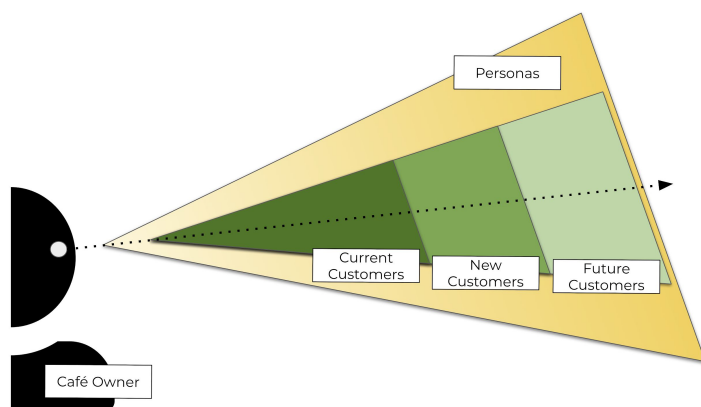 Personas
Current
Customers
New
Customers
Future
Customers
Café Owner